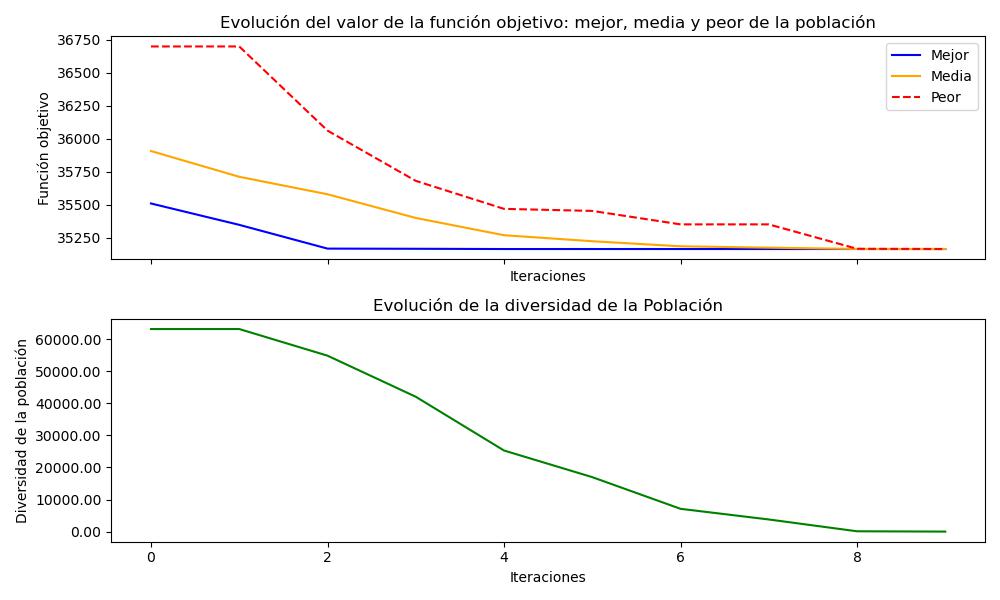 Evolución del valor de la función objetivo: mejor, media y peor de la población
36750
36500
36250
36000
35750
35500
35250
Función objetivo
Mejor
Media
Peor
Iteraciones
Evolución de la diversidad de la Población
60000.00
50000.00
40000.00
30000.00
20000.00
10000.00
0.00
Diversidad de la población
0 2 4 6 8
Iteraciones